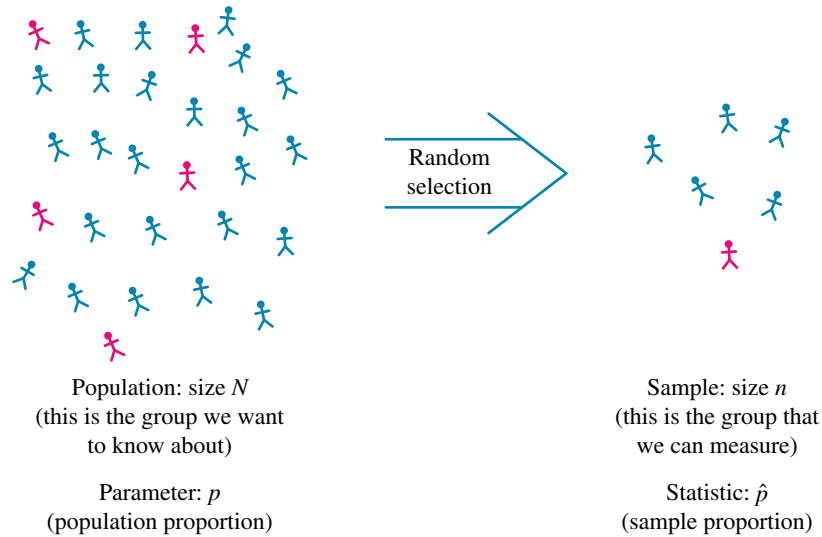 Random
selection
Population: size N
(this is the group we want
to know about)
Parameter: p
(population proportion)
Sample: size n
(this is the group that
we can measure)
Statistic: p̂
(sample proportion)